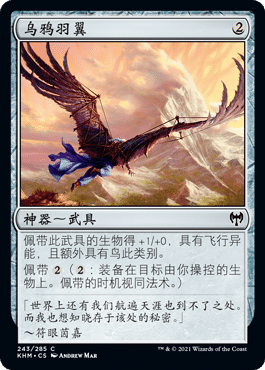 乌鸦羽翼 2
神器～武具
佩带此武具的生物得+1/+0，具有飞行异
能，且额外具有鸟此类别。
佩带2（2：装备在目标由你操控的生
物上。佩带的时机视同法术。）
「世界上还有我们航遍天涯也到不了之处。
而我也想知晓存于该处的秘密。」
～符眼茵嘉
243/285 C
KHM • CS ANDREW MAR
™ & © 2021 Wizards of the Coast